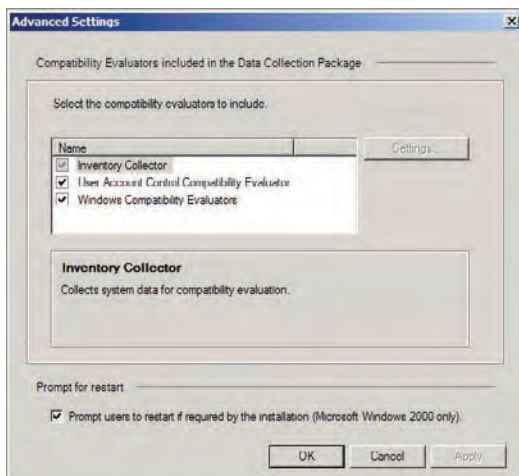 Advanced Settings
Compatibility Evaluators included in the Data Collection Package
Select the compatibility evaluators to include.
Name
Settings...
Inventory Collector
User Account Control Compatibility Evaluator
Windows Compatibility Evaluators
Inventory Collector
Collects system data for compatibility evaluation.
Prompt for restart
Prompt users to restart if required by the installation (Microsoft Windows 2000 only).
OK Cancel Apply